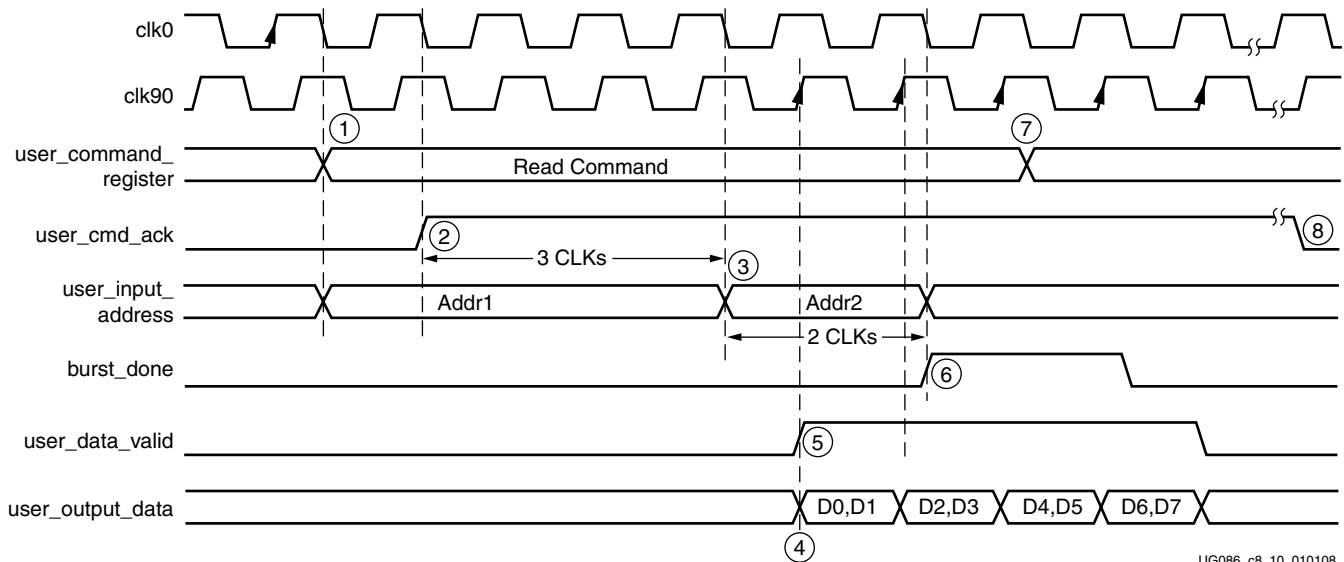 clk0
clk90
1
7
user_command_
register
Read Command
user_cmd_ack
2
8
3 CLKs
3
user_input_
address
Addr1
Addr2
2 CLKs
burst_done
6
user_data_valid
5
user_output_data
D0,D1
D2,D3
D4,D5
D6,D7
4
UG086_c8_10_010108